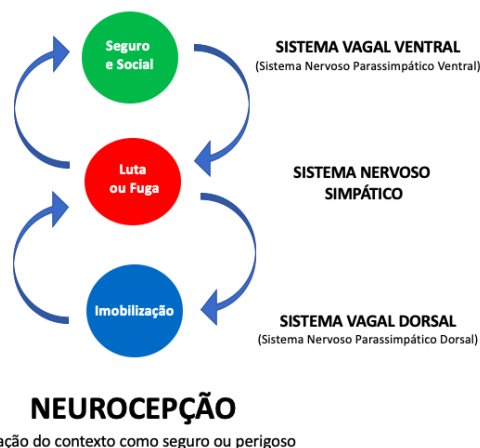 Seguro
e Social
SISTEMA VAGAL VENTRAL
(Sistema Nervoso Parassimpático Ventral)
Luta
ou Fuga
SISTEMA NERVOSO
SIMPÁTICO
Imobilização
SISTEMA VAGAL DORSAL
(Sistema Nervoso Parassimpático Dorsal)
NEUROCEPÇÃO
do contexto como seguro ou perigoso